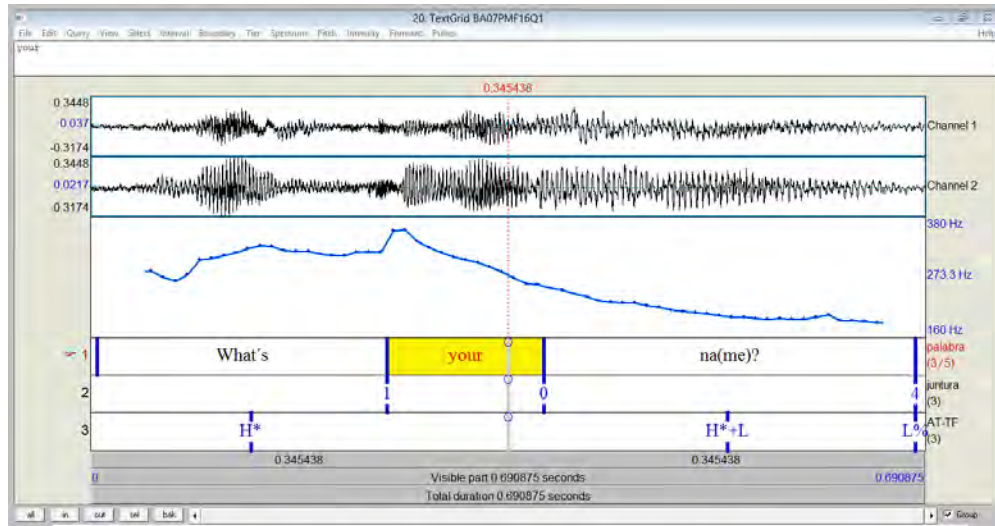 20. TextGrid BA07PMF16Q1
File Edit Query View Select Interval Boundary Tier Spectrum Pitch Intensity Formant Pulses Help
your
0.345438
0.3448
0.037
-0.3174
Channel 1
0.3448
0.0217
-0.3174
Channel 2
380 Hz
273.3 Hz
160 Hz
1 What´s your na(me)? palabra (3/5)
2 1 0 4 juntura (3)
3 H* H*+L L% AT-TF (3)
0.345438 0.345438
0 Visible part 0.690875 seconds 0.690875
Total duration 0.690875 seconds
all in out sel bak Group